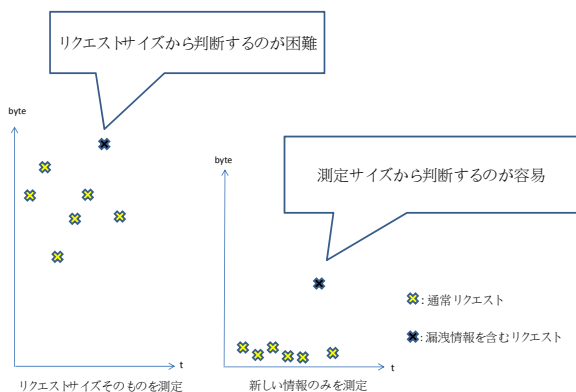 リクエストサイズから判断するのが困難
byte
byte
測定サイズから判断するのが容易
:通常リクエスト
:漏洩情報を含むリクエスト
t
t
リクエストサイズそのものを測定
新しい情報のみを測定